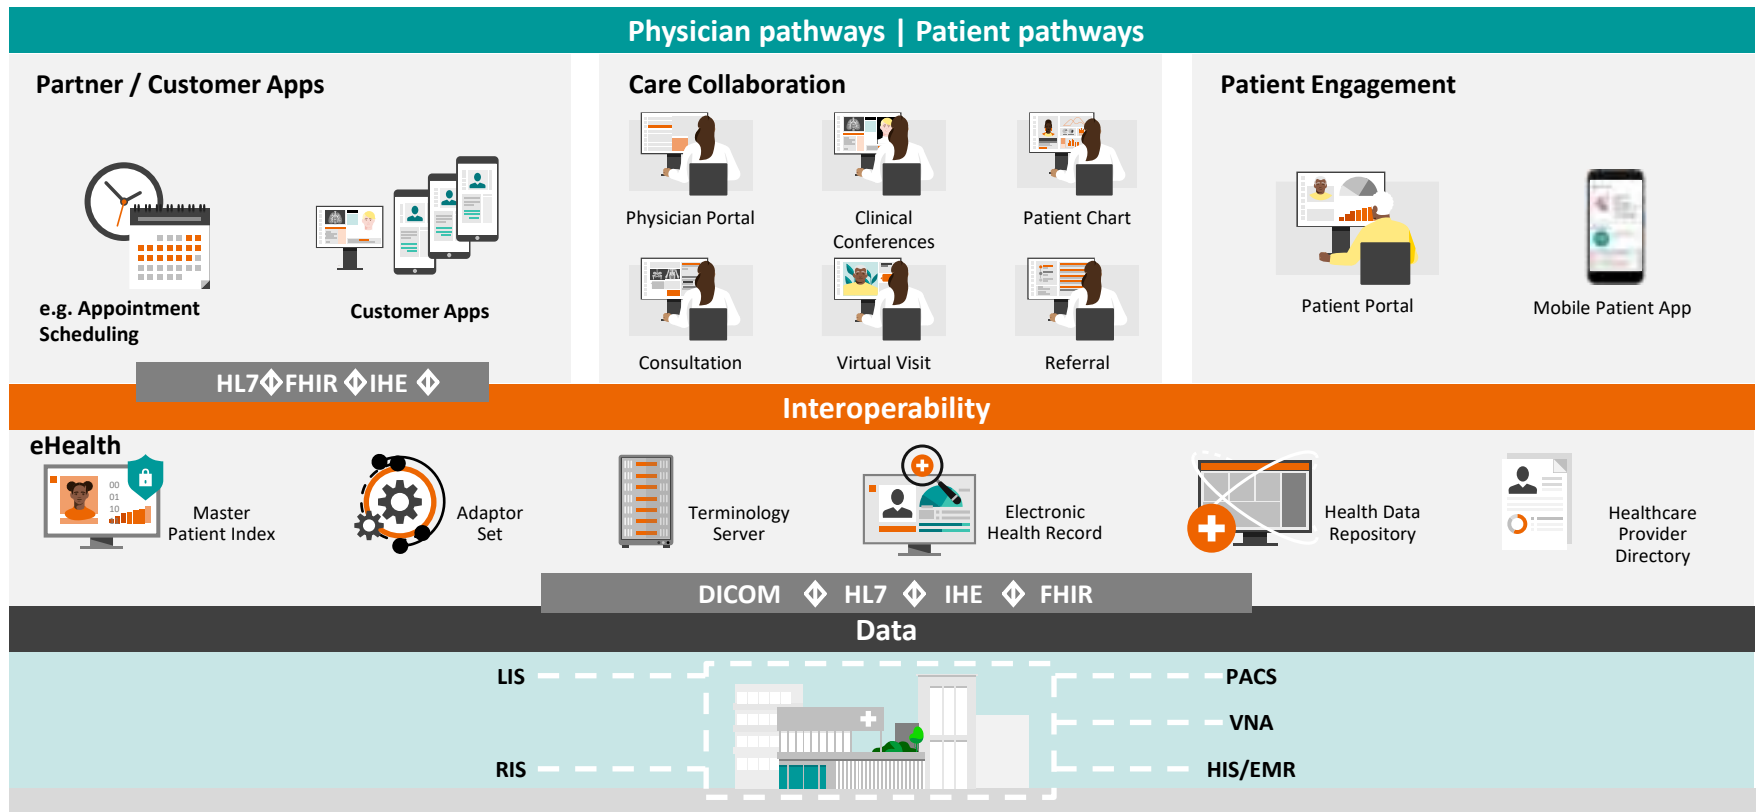 Physician pathways | Patient pathways
Partner / Customer Apps
e.g. Appointment
Scheduling
Customer Apps
HL7 FHIR IHE
Care Collaboration
Physician Portal
Clinical
Conferences
Patient Chart
Consultation
Virtual Visit
Referral
Patient Engagement
Patient Portal
Mobile Patient App
Interoperability
eHealth
00
01
10
Master
Patient Index
Adaptor
Set
Terminology
Server
Electronic
Health Record
Health Data
Repository
Healthcare
Provider
Directory
DICOM HL7 IHE FHIR
Data
LIS
RIS
PACS
VNA
HIS/EMR